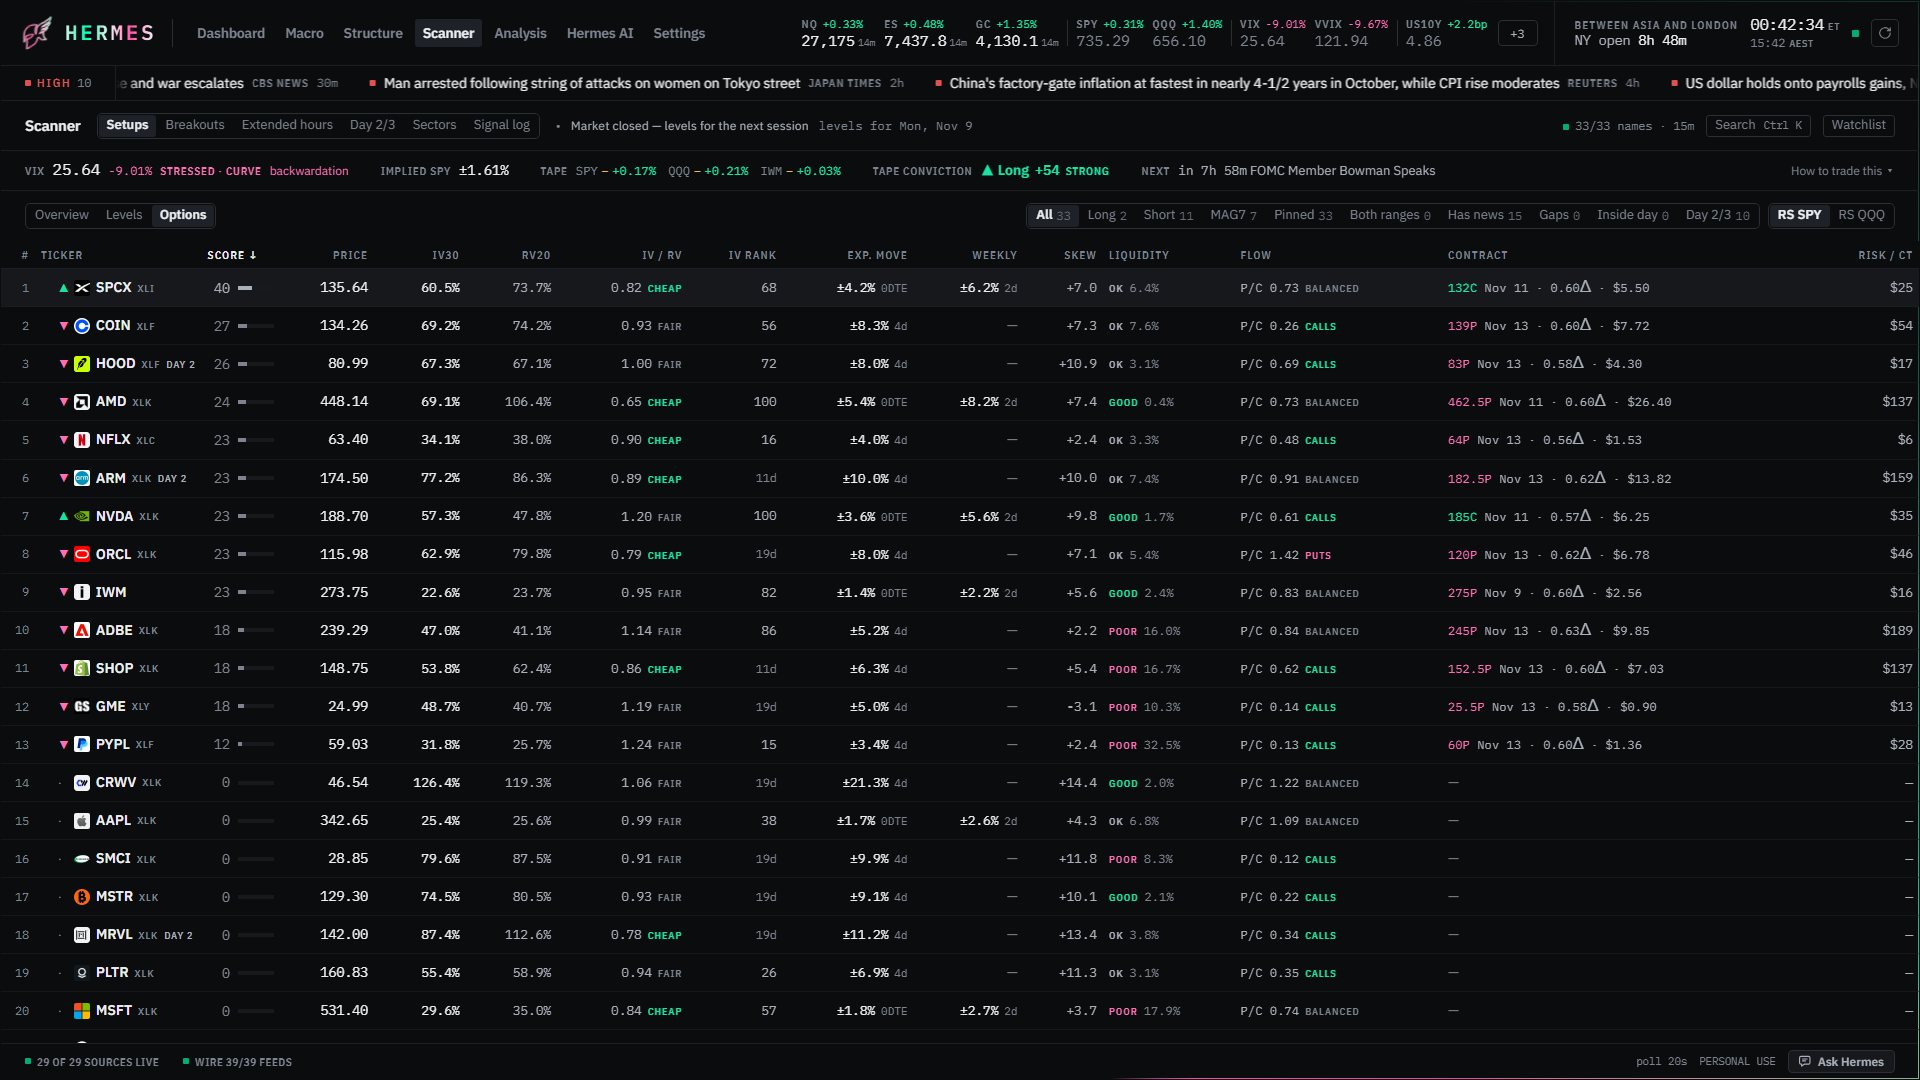 HERMES Dashboard Macro Structure Scanner Analysis Hermes AI Settings
NQ +0.33% ES +0.48% GC +1.35% SPY +0.31% QQQ +1.40% VIX -9.01% VVIX -9.67% US10Y +2.2bp
27,175 14m 7,437.8 14m 4,130.1 14m 735.29 656.10 25.64 121.94 4.86 +3
BETWEEN ASIA AND LONDON 00:42:34 ET
NY open 8h 48m 15:42 AEST
HIGH 10 e and war escalates CBS NEWS 30m Man arrested following string of attacks on women on Tokyo street JAPAN TIMES 2h China's factory-gate inflation at fastest in nearly 4-1/2 years in October, while CPI rise moderates REUTERS 4h US dollar holds onto payrolls gains,
Scanner Setups Breakouts Extended hours Day 2/3 Sectors Signal log · Market closed — levels for the next session levels for Mon, Nov 9 33/33 names · 15m Search Ctrl K Watchlist
VIX 25.64 -9.01% STRESSED · CURVE backwardation IMPLIED SPY ±1.61% TAPE SPY – +0.17% QQQ – +0.21% IWM – +0.03% TAPE CONVICTION ▲ Long +54 STRONG NEXT in 7h 58m FOMC Member Bowman Speaks How to trade this ▾
Overview Levels Options All 33 Long 2 Short 11 MAG7 7 Pinned 33 Both ranges 0 Has news 15 Gaps 0 Inside day 0 Day 2/3 10 RS SPY RS QQQ
# TICKER SCORE ↓ PRICE IV30 RV20 IV / RV IV RANK EXP. MOVE WEEKLY SKEW LIQUIDITY FLOW CONTRACT RISK / CT
1 ▲ SPCX XLI 40 135.64 60.5% 73.7% 0.82 CHEAP 68 ±4.2% 0DTE ±6.2% 2d +7.0 OK 6.4% P/C 0.73 BALANCED 132C Nov 11 · 0.60Δ · $5.50 $25
2 ▼ COIN XLF 27 134.26 69.2% 74.2% 0.93 FAIR 56 ±8.3% 4d — +7.3 OK 7.6% P/C 0.26 CALLS 139P Nov 13 · 0.60Δ · $7.72 $54
3 ▼ HOOD XLF DAY 2 26 80.99 67.3% 67.1% 1.00 FAIR 72 ±8.0% 4d — +10.9 OK 3.1% P/C 0.69 CALLS 83P Nov 13 · 0.58Δ · $4.30 $17
4 ▼ AMD XLK 24 448.14 69.1% 106.4% 0.65 CHEAP 100 ±5.4% 0DTE ±8.2% 2d +7.4 GOOD 0.4% P/C 0.73 BALANCED 462.5P Nov 11 · 0.60Δ · $26.40 $137
5 ▼ NFLX XLC 23 63.40 34.1% 38.0% 0.90 CHEAP 16 ±4.0% 4d — +2.4 OK 3.3% P/C 0.48 CALLS 64P Nov 13 · 0.56Δ · $1.53 $6
6 ▼ arm ARM XLK DAY 2 23 174.50 77.2% 86.3% 0.89 CHEAP 11d ±10.0% 4d — +10.0 OK 7.4% P/C 0.91 BALANCED 182.5P Nov 13 · 0.62Δ · $13.82 $159
7 ▲ NVDA XLK 23 188.70 57.3% 47.8% 1.20 FAIR 100 ±3.6% 0DTE ±5.6% 2d +9.8 GOOD 1.7% P/C 0.61 CALLS 185C Nov 11 · 0.57Δ · $6.25 $35
8 ▼ ORCL XLK 23 115.98 62.9% 79.8% 0.79 CHEAP 19d ±8.0% 4d — +7.1 OK 5.4% P/C 1.42 PUTS 120P Nov 13 · 0.62Δ · $6.78 $46
9 ▼ IWM 23 273.75 22.6% 23.7% 0.95 FAIR 82 ±1.4% 0DTE ±2.2% 2d +5.6 GOOD 2.4% P/C 0.83 BALANCED 275P Nov 9 · 0.60Δ · $2.56 $16
10 ▼ ADBE XLK 18 239.29 47.0% 41.1% 1.14 FAIR 86 ±5.2% 4d — +2.2 POOR 16.0% P/C 0.84 BALANCED 245P Nov 13 · 0.63Δ · $9.85 $189
11 ▼ SHOP XLK 18 148.75 53.8% 62.4% 0.86 CHEAP 11d ±6.3% 4d — +5.4 POOR 16.7% P/C 0.62 CALLS 152.5P Nov 13 · 0.60Δ · $7.03 $137
12 ▼ GS GME XLY 18 24.99 48.7% 40.7% 1.19 FAIR 19d ±5.0% 4d — -3.1 POOR 10.3% P/C 0.14 CALLS 25.5P Nov 13 · 0.58Δ · $0.90 $13
13 ▼ PYPL XLF 12 59.03 31.8% 25.7% 1.24 FAIR 15 ±3.4% 4d — +2.4 POOR 32.5% P/C 0.13 CALLS 60P Nov 13 · 0.60Δ · $1.36 $28
14 · CRWV XLK 0 46.54 126.4% 119.3% 1.06 FAIR 19d ±21.3% 4d — +14.4 GOOD 2.0% P/C 1.22 BALANCED — —
15 · AAPL XLK 0 342.65 25.4% 25.6% 0.99 FAIR 38 ±1.7% 0DTE ±2.6% 2d +4.3 OK 6.8% P/C 1.09 BALANCED — —
16 · SMCI XLK 0 28.85 79.6% 87.5% 0.91 FAIR 19d ±9.9% 4d — +11.8 POOR 8.3% P/C 0.12 CALLS — —
17 · MSTR XLK 0 129.30 74.5% 80.5% 0.93 FAIR 19d ±9.1% 4d — +10.1 GOOD 2.1% P/C 0.22 CALLS — —
18 · MRVL XLK DAY 2 0 142.00 87.4% 112.6% 0.78 CHEAP 19d ±11.2% 4d — +13.4 OK 3.8% P/C 0.34 CALLS — —
19 · PLTR XLK 0 160.83 55.4% 58.9% 0.94 FAIR 26 ±6.9% 4d — +11.3 OK 3.1% P/C 0.35 CALLS — —
20 · MSFT XLK 0 531.40 29.6% 35.0% 0.84 CHEAP 57 ±1.8% 0DTE ±2.7% 2d +3.7 POOR 17.9% P/C 0.74 BALANCED — —
29 OF 29 SOURCES LIVE WIRE 39/39 FEEDS poll 20s PERSONAL USE Ask Hermes